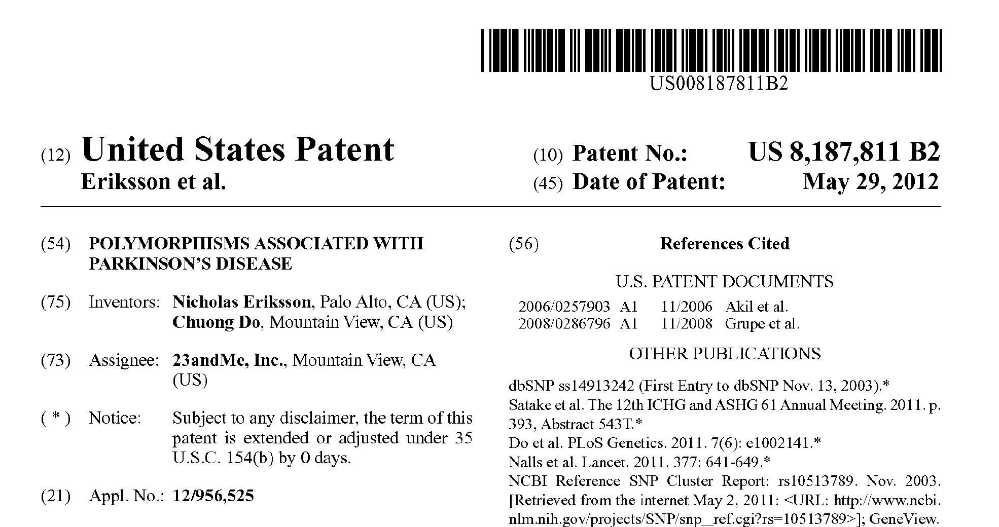 US008187811B2
(12) United States Patent
Eriksson et al.
(10) Patent No.: US 8,187,811 B2
(45) Date of Patent: May 29, 2012
(54) POLYMORPHISMS ASSOCIATED WITH
PARKINSON'S DISEASE
(75) Inventors: Nicholas Eriksson, Palo Alto, CA (US);
Chuong Do, Mountain View, CA (US)
(73) Assignee: 23andMe, Inc., Mountain View, CA
(US)
( * ) Notice: Subject to any disclaimer, the term of this
patent is extended or adjusted under 35
U.S.C. 154(b) by 0 days.
(21) Appl. No.: 12/956,525
(56) References Cited
U.S. PATENT DOCUMENTS
2006/0257903 A1 11/2006 Akil et al.
2008/0286796 A1 11/2008 Grupe et al.
OTHER PUBLICATIONS
dbSNP ss14913242 (First Entry to dbSNP Nov. 13, 2003).*
Satake et al. The 12th ICHG and ASHG 61 Annual Meeting. 2011. p.
393, Abstract 543T.*
Do et al. PLoS Genetics. 2011. 7(6): e1002141.*
Nalls et al. Lancet. 2011. 377: 641-649.*
NCBI Reference SNP Cluster Report: rs10513789. Nov. 2003.
[Retrieved from the internet May 2, 2011: <URL: http://www.ncbi.
nlm.nih.gov/projects/SNP/snp_ref.cgi?rs=10513789>]; GeneView.